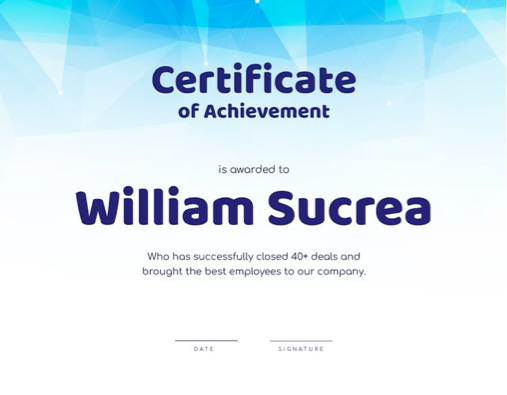 Certificate
of Achievement
is awarded to
William Sucrea
Who has successfully closed 40+ deals and
brought the best employees to our company.
DATE
SIGNATURE